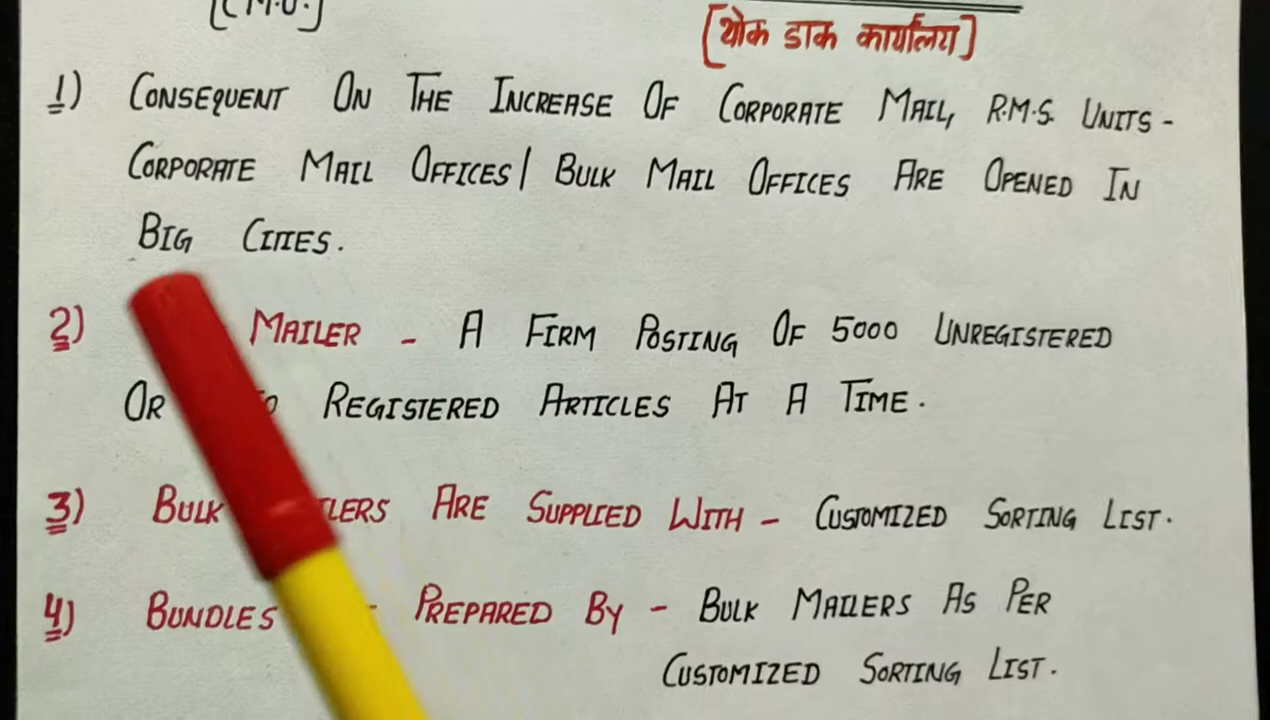 [थोक डाक कार्यालय]
1) CONSEQUENT ON THE INCREASE OF CORPORATE MAIL, R.M.S. UNITS -
CORPORATE MAIL OFFICES/ BULK MAIL OFFICES ARE OPENED IN
BIG CITIES.
2) MAILER - A FIRM POSTING OF 5000 UNREGISTERED
OR REGISTERED ARTICLES AT A TIME.
3) BULK ARE SUPPLIED WITH - CUSTOMIZED SORTING LIST.
4) BUNDLES - PREPARED BY - BULK MAILERS AS PER
CUSTOMIZED SORTING LIST.